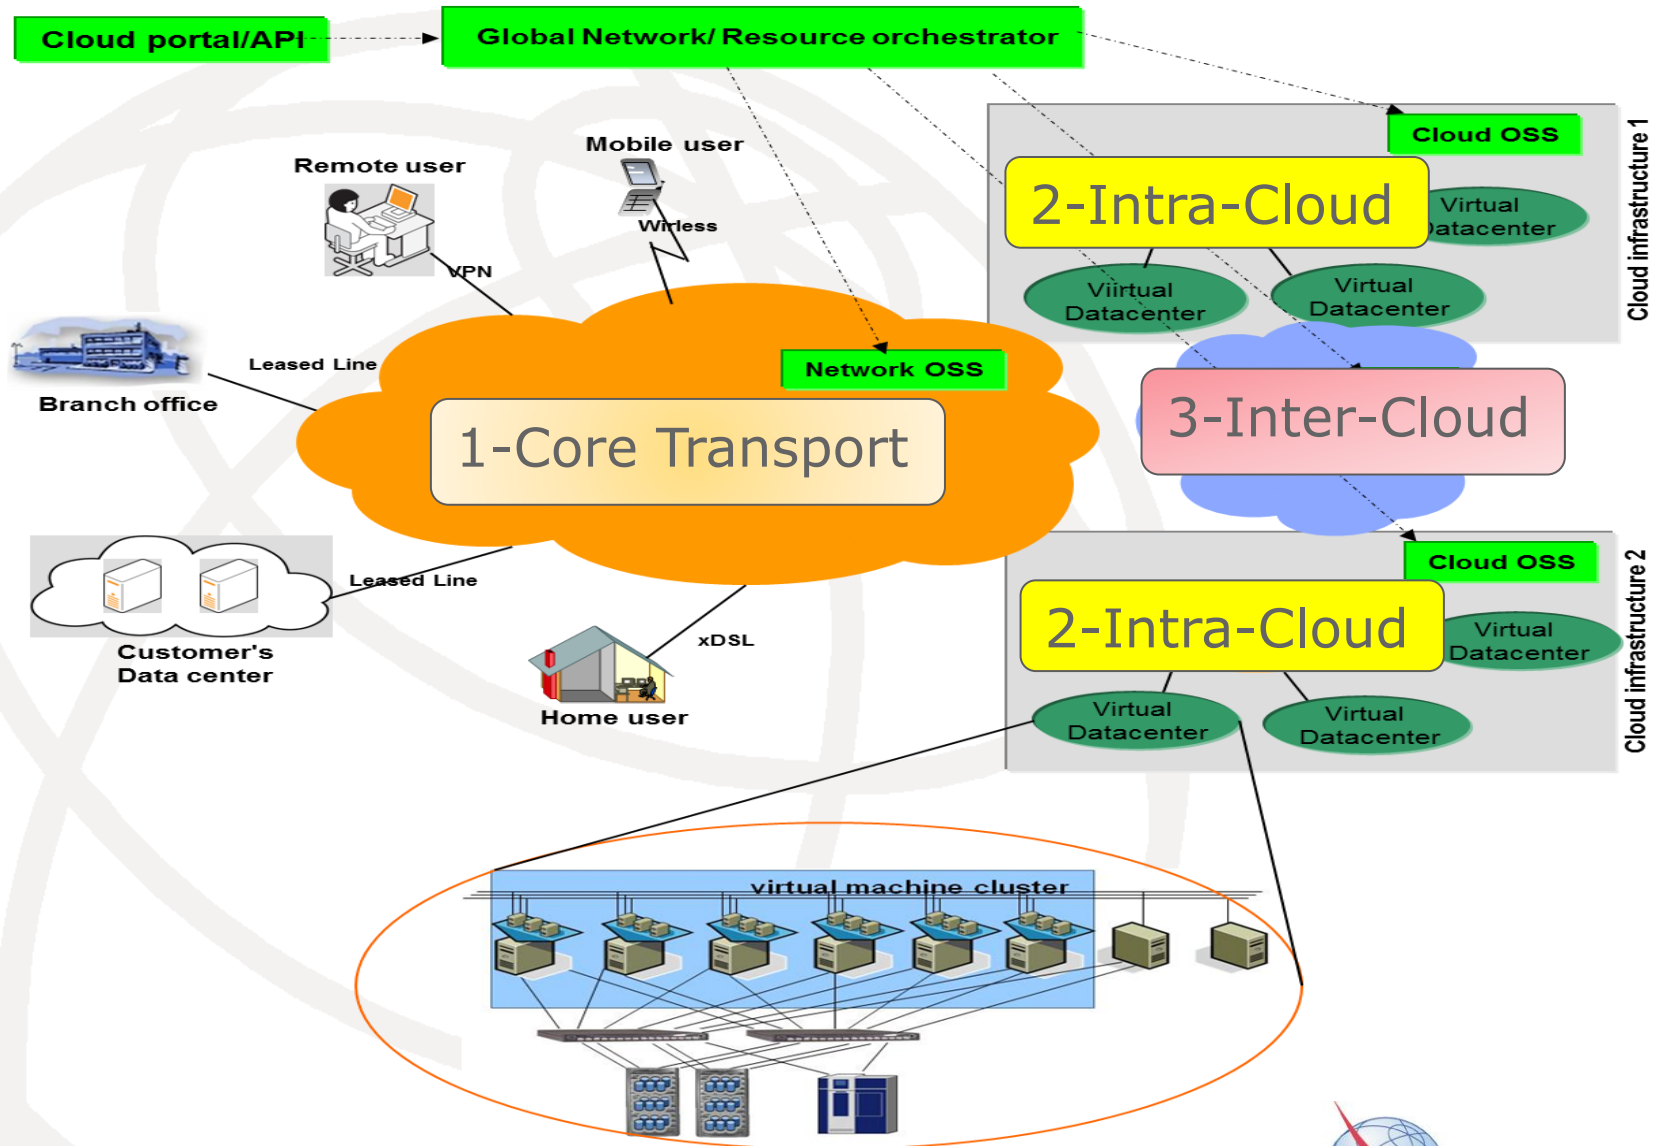 Cloud portal/API
Global Network/ Resource orchestrator
Cloud OSS
Cloud infrastructure 1
Mobile user
Remote user
2-Intra-Cloud
Virtual
Datacenter
Wirless
VPN
Viirtual
Datacenter
Virtual
Datacenter
Leased Line
Network OSS
Branch office
3-Inter-Cloud
1-Core Transport
Cloud OSS
Cloud infrastructure 2
Leased Line
2-Intra-Cloud
Virtual
Datacenter
xDSL
Customer's
Data center
Home user
Virtual
Datacenter
Virtual
Datacenter
virtual machine cluster